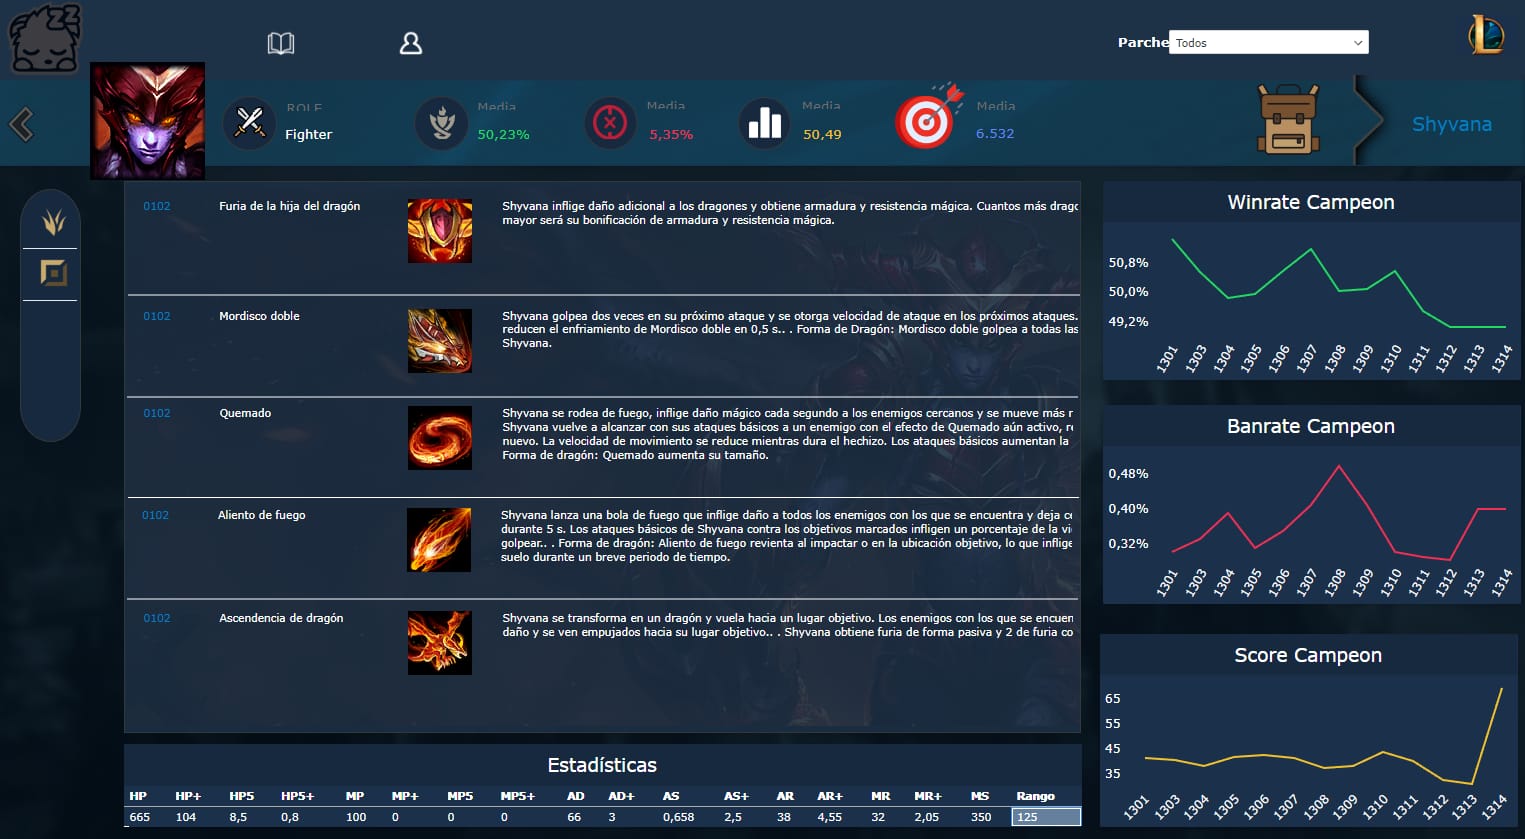 Parche Todos
ROLE
Fighter
Media
50,23%
Media
5,35%
Media
50,49
Media
6.532
Shyvana
0102 Furia de la hija del dragón
Shyvana inflige daño adicional a los dragones y obtiene armadura y resistencia mágica. Cuantos más
mayor será su bonificación de armadura y resistencia mágica.
0102 Mordisco doble
Shyvana golpea dos veces en su próximo ataque y se otorga velocidad de ataque en los próximos ataques.
reducen el enfriamiento de Mordisco doble en 0,5 s.. . Forma de Dragón: Mordisco doble golpea a todas las
Shyvana.
0102 Quemado
Shyvana se rodea de fuego, inflige daño mágico cada segundo a los enemigos cercanos y se mueve más
Shyvana vuelve a alcanzar con sus ataques básicos a un enemigo con el efecto de Quemado aún activo,
nuevo. La velocidad de movimiento se reduce mientras dura el hechizo. Los ataques básicos aumentan la
Forma de dragón: Quemado aumenta su tamaño.
0102 Aliento de fuego
Shyvana lanza una bola de fuego que inflige daño a todos los enemigos con los que se encuentra y deja
durante 5 s. Los ataques básicos de Shyvana contra los objetivos marcados infligen un porcentaje de la
golpear.. . Forma de dragón: Aliento de fuego revienta al impactar o en la ubicación objetivo, lo que inflige
suelo durante un breve periodo de tiempo.
0102 Ascendencia de dragón
Shyvana se transforma en un dragón y vuela hacia un lugar objetivo. Los enemigos con los que se
daño y se ven empujados hacia su lugar objetivo.. . Shyvana obtiene furia de forma pasiva y 2 de furia
Estadísticas
HP HP+ HP5 HP5+ MP MP+ MP5 MP5+ AD AD+ AS AS+ AR AR+ MR MR+ MS Rango
665 104 8,5 0,8 100 0 0 0 66 3 0,658 2,5 38 4,55 32 2,05 350 125
Winrate Campeon
50,8%
50,0%
49,2%
1301 1303 1304 1305 1306 1307 1308 1309 1310 1311 1312 1313 1314
Banrate Campeon
0,48%
0,40%
0,32%
1301 1303 1304 1305 1306 1307 1308 1309 1310 1311 1312 1313 1314
Score Campeon
65
55
45
35
1301 1303 1304 1305 1306 1307 1308 1309 1310 1311 1312 1313 1314